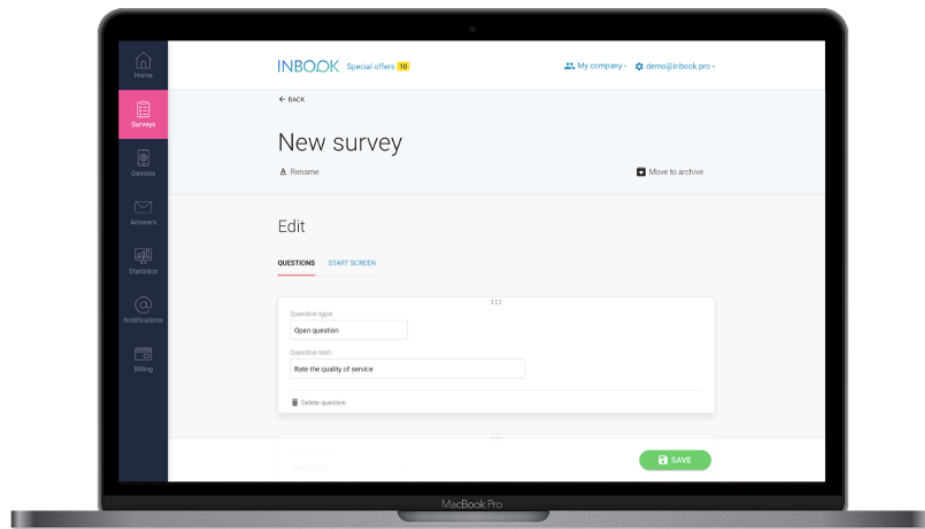 Home
Surveys
Devices
Answers
Statistics
Notifications
Billing
INBOOK Special offers 10
My company
demo@inbook.pro
← BACK
New survey
Rename
Move to archive
Edit
QUESTIONS START SCREEN
Question type:
Open question
Question text:
Rate the quality of service
Delete question
SAVE
MacBook Pro